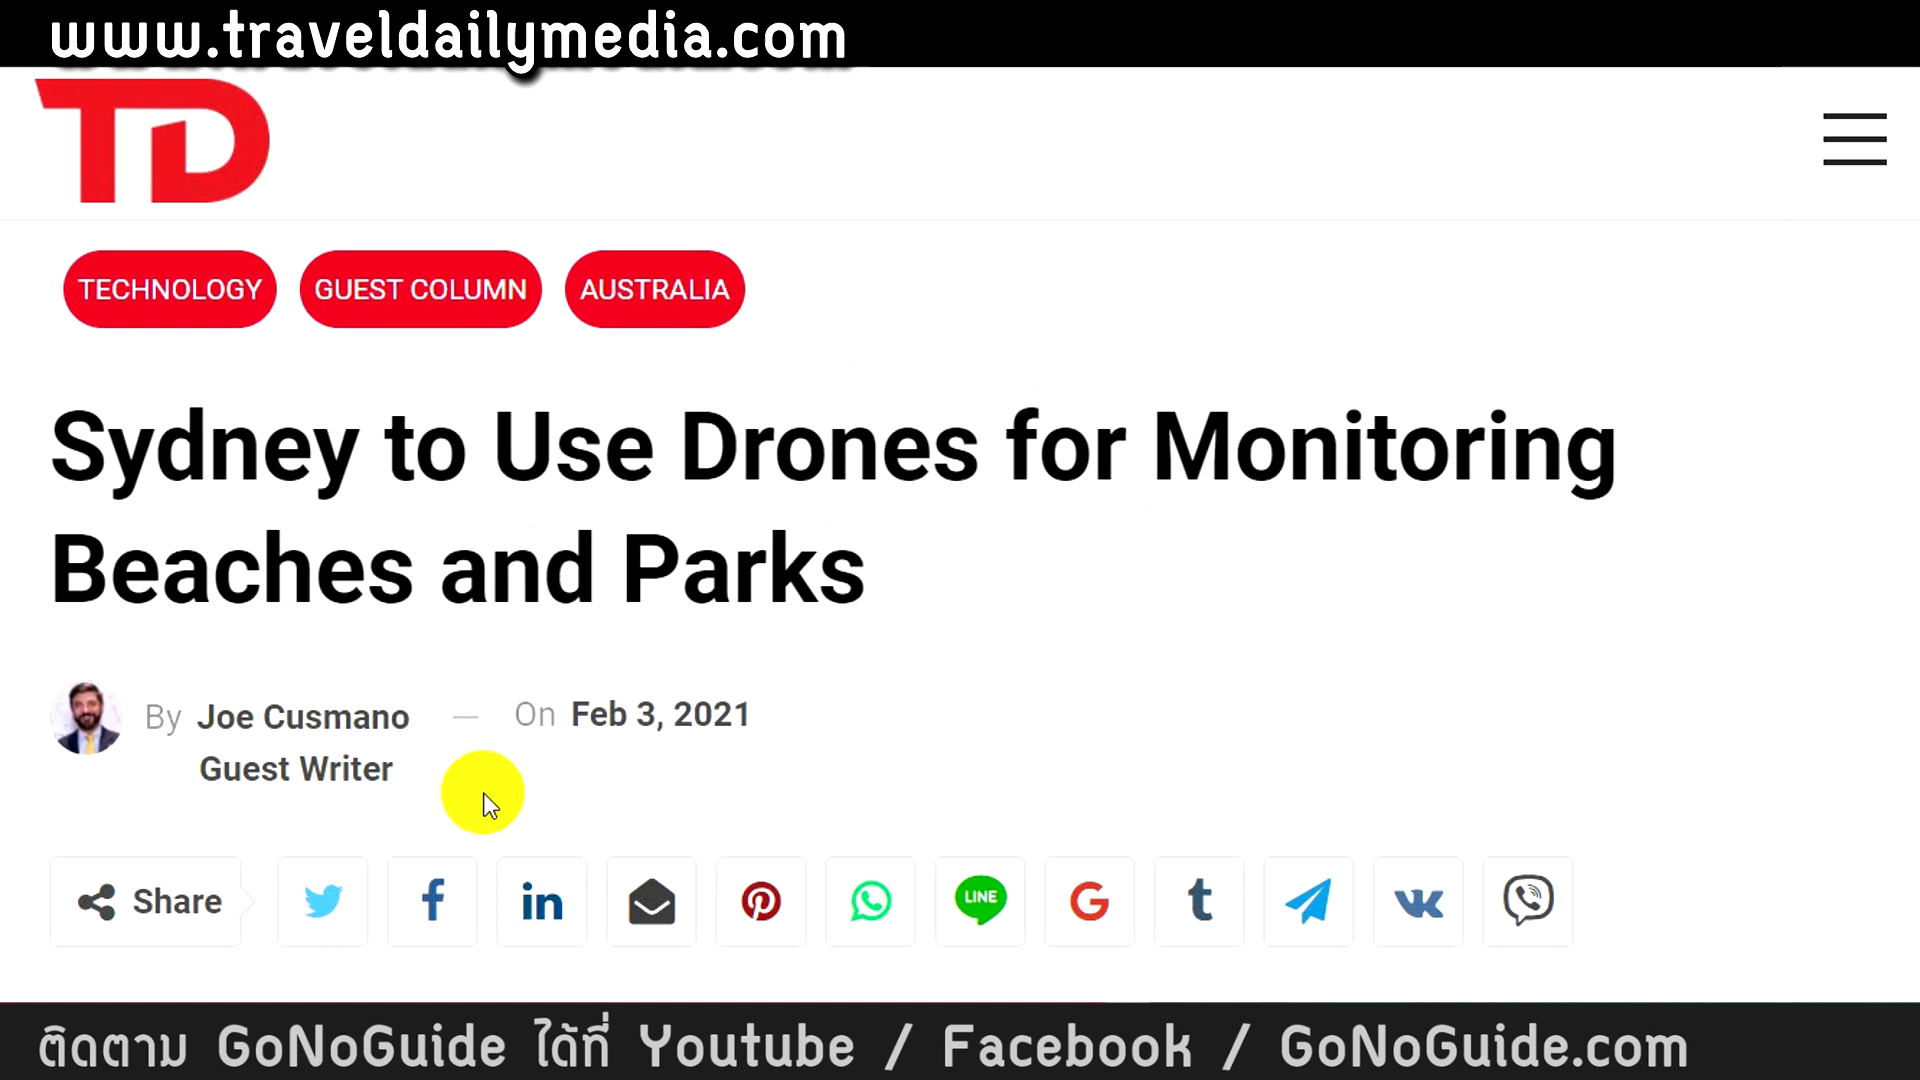 www.traveldailymedia.com
TD
TECHNOLOGY GUEST COLUMN AUSTRALIA
Sydney to Use Drones for Monitoring
Beaches and Parks
By Joe Cusmano — On Feb 3, 2021
Guest Writer
Share f in LINE G t
ติดตาม GoNoGuide ได้ที่ Youtube / Facebook / GoNoGuide.com